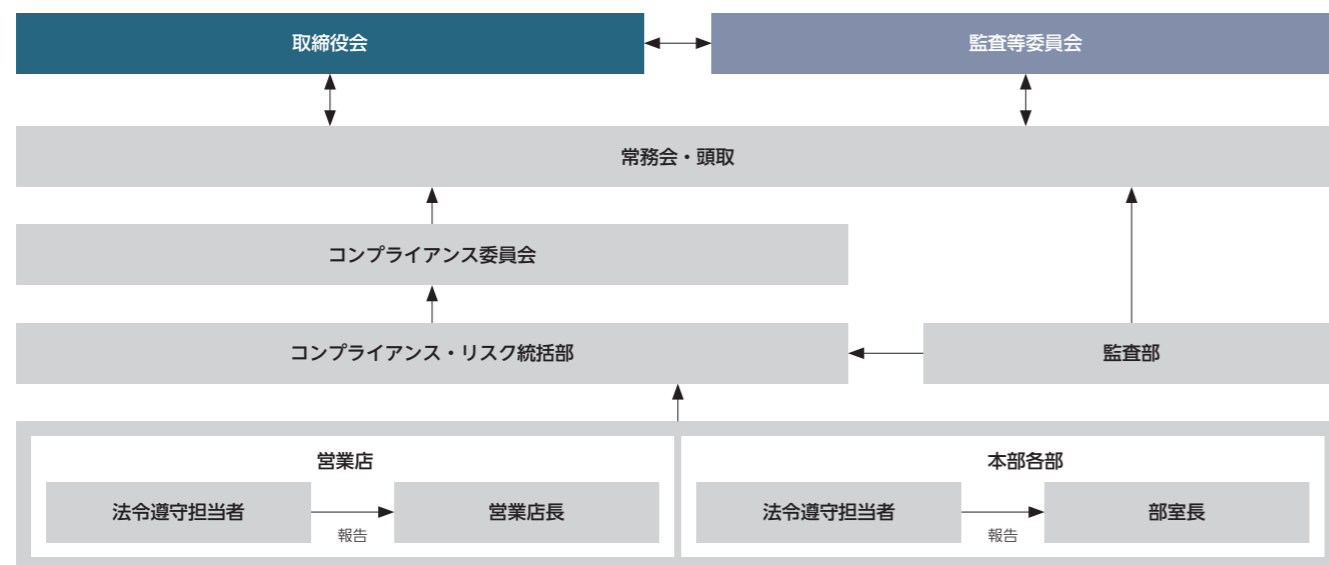 取締役会
監査等委員会
常務会・頭取
コンプライアンス委員会
コンプライアンス・リスク統括部
監査部
営業店
法令遵守担当者
報告
営業店長
本部各部
法令遵守担当者
報告
部室長